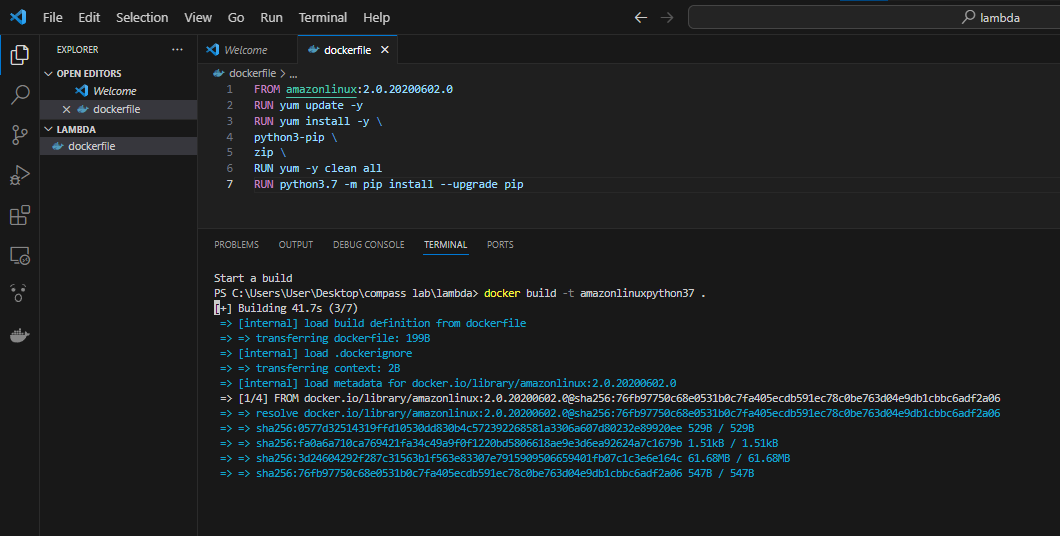 File Edit Selection View Go Run Terminal Help
lambda
EXPLORER ...
OPEN EDITORS
Welcome
dockerfile
LAMBDA
dockerfile
Welcome dockerfile
dockerfile > ...
1 FROM amazonlinux:2.0.20200602.0
2 RUN yum update -y
3 RUN yum install -y \
4 python3-pip \
5 zip \
6 RUN yum -y clean all
7 RUN python3.7 -m pip install --upgrade pip
PROBLEMS OUTPUT DEBUG CONSOLE TERMINAL PORTS
Start a build
PS C:\Users\User\Desktop\compass lab\lambda> docker build -t amazonlinuxpython37 .
[+] Building 41.7s (3/7)
=> [internal] load build definition from dockerfile
=> => transferring dockerfile: 199B
=> [internal] load .dockerignore
=> => transferring context: 2B
=> [internal] load metadata for docker.io/library/amazonlinux:2.0.20200602.0
=> [1/4] FROM docker.io/library/amazonlinux:2.0.20200602.0@sha256:76fb97750c68e0531b0c7fa405ecdb591ec78c0be763d04e9db1cbbc6adf2a06
=> => resolve docker.io/library/amazonlinux:2.0.20200602.0@sha256:76fb97750c68e0531b0c7fa405ecdb591ec78c0be763d04e9db1cbbc6adf2a06
=> => sha256:0577d32514319ffd10530dd830b4c572392268581a3306a607d80232e89920ee 529B / 529B
=> => sha256:fa0a6a710ca769421fa34c49a9f0f1220bd5806618ae9e3d6ea92624a7c1679b 1.51kB / 1.51kB
=> => sha256:3d24604292f287c31563b1f563e83307e7915909506659401fb07c1c3e6e164c 61.68MB / 61.68MB
=> => sha256:76fb97750c68e0531b0c7fa405ecdb591ec78c0be763d04e9db1cbbc6adf2a06 547B / 547B